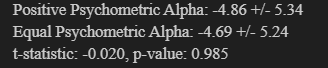 Positive Psychometric Alpha: -4.86 +/- 5.34
Equal Psychometric Alpha: -4.69 +/- 5.24
t-statistic: -0.020, p-value: 0.985